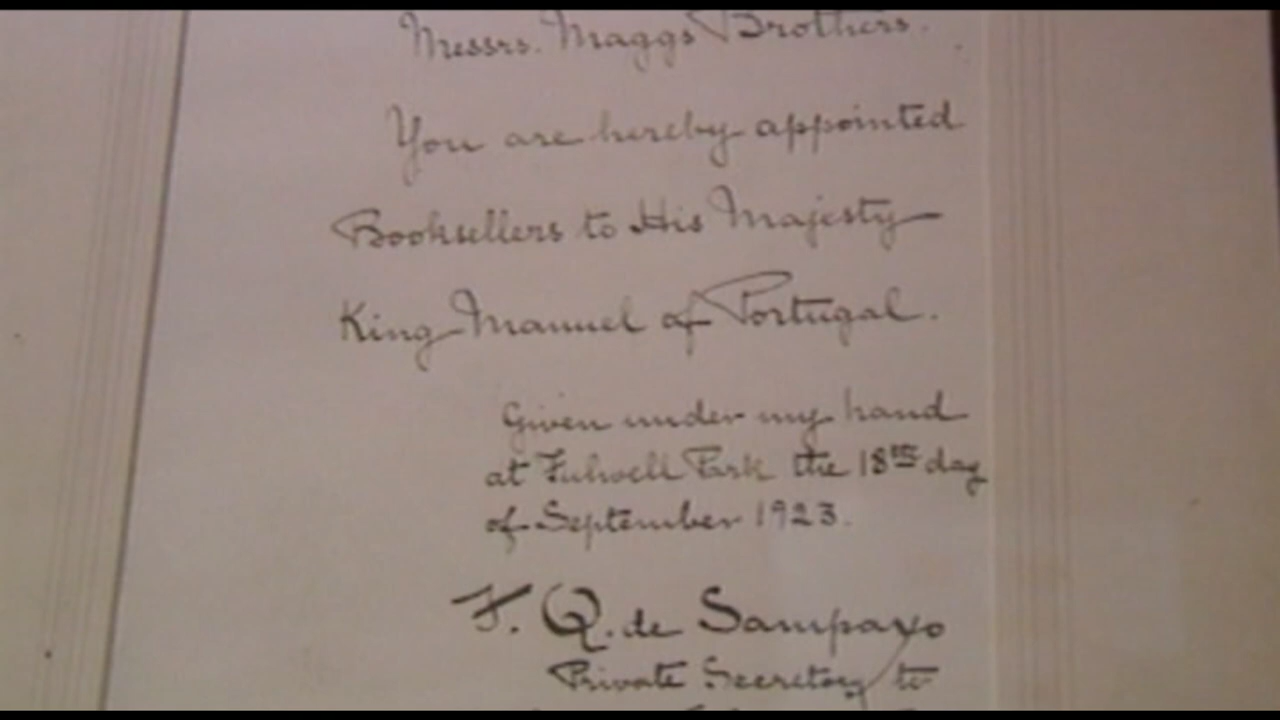 Messrs. Maggs Brothers.
You are hereby appointed
Booksellers to His Majesty
King Manuel of Portugal.
Given under my hand
at Fulwell Park the 18th day
of September 1923.
F. Q. de Sampayo
Private Secretary to